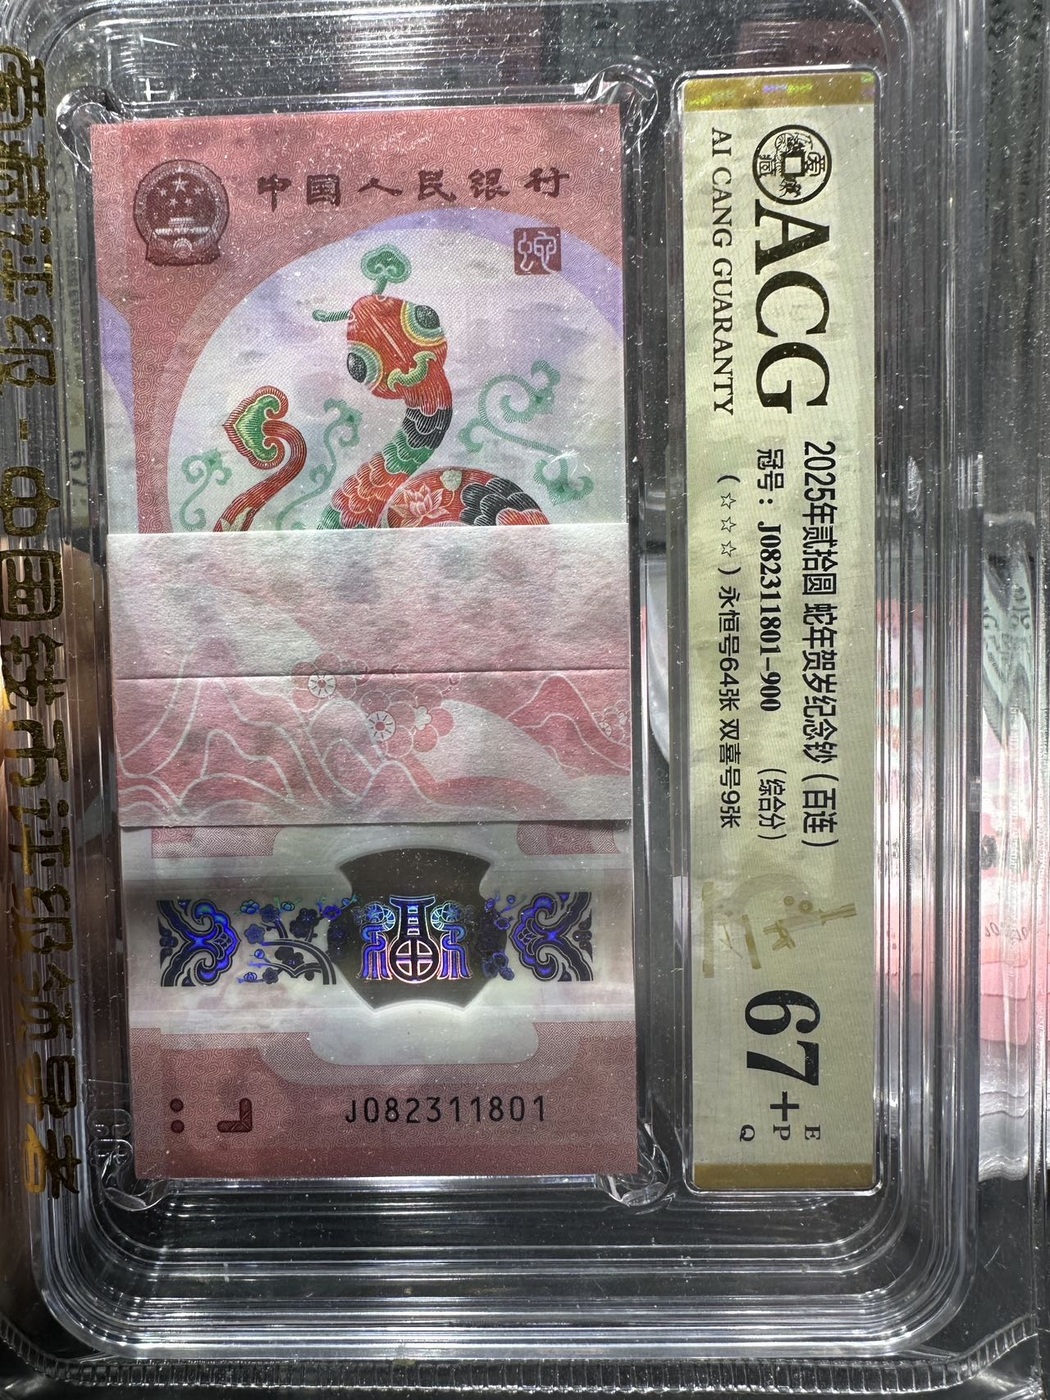 中国人民银行
J082311801
ACG
AI CANG GUARANTY
2025年贰拾圆 蛇年贺岁纪念钞（百连）
冠号：J082311801-900 （综合分）
（☆☆☆）永恒号64张 双喜号9张
67+
E
P
Q